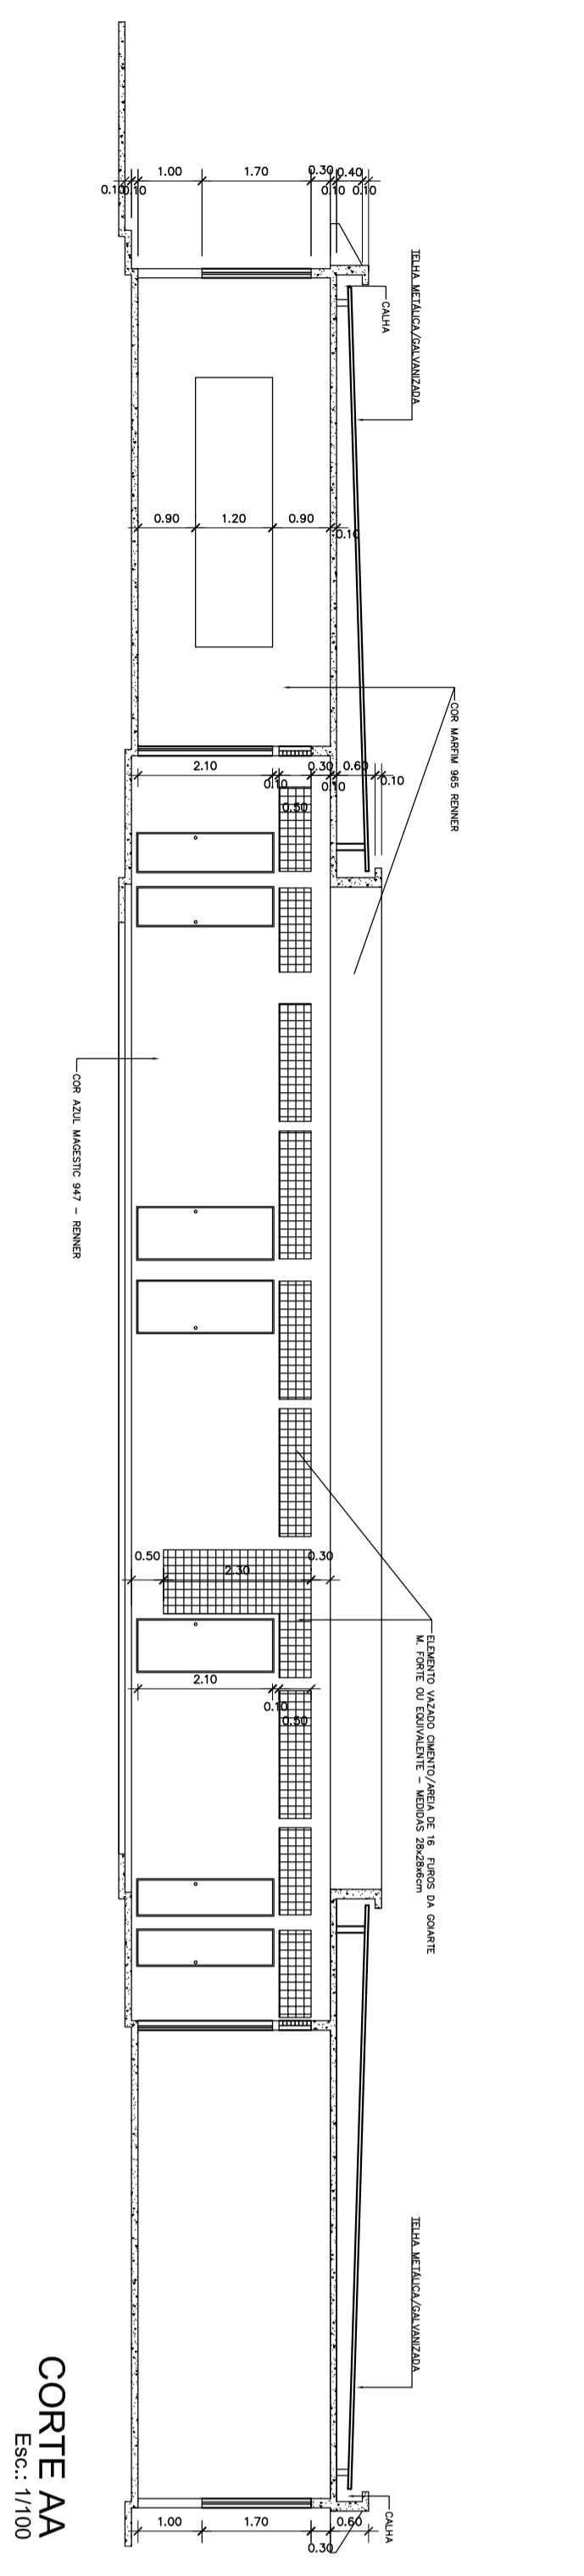 0.10
0.10
1.00
1.70
0.30
0.10
0.40
0.10
TELHA METÁLICA/GALVANIZADA
CALHA
0.90
1.20
0.90
0.10
COR MARFIM 965 RENNER
2.10
0.10
0.50
0.30
0.10
0.60
0.10
COR AZUL MAGESTIC 947 – RENNER
0.50
2.30
0.30
ELEMENTO VAZADO CIMENTO/AREIA DE 16 FUROS DA GOIARTE
M. FORTE OU EQUIVALENTE – MEDIDAS 28x28x6cm
2.10
0.10
0.50
TELHA METÁLICA/GALVANIZADA
CALHA
1.00
1.70
0.30
0.60
CORTE AA
Esc.: 1/100